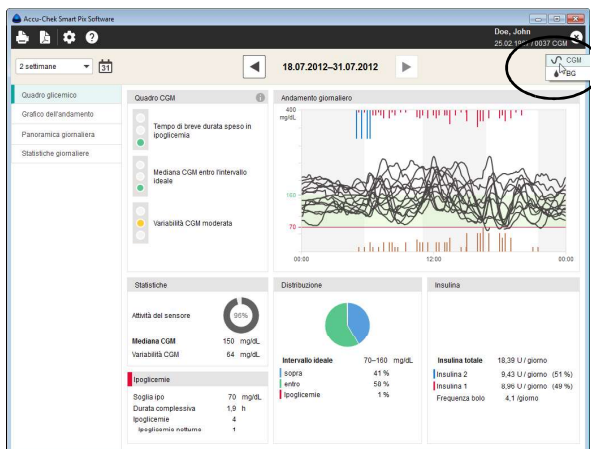 Accu-Chek Smart Pix Software
Doe, John
25.02.1967 / 0037 CGM
2 settimane
31
18.07.2012–31.07.2012
CGM
BG
Quadro glicemico
Grafico dell'andamento
Panoramica giornaliera
Statistiche giornaliere
Quadro CGM
Tempo di breve durata speso in
ipoglicemia
Mediana CGM entro l'intervallo
ideale
Variabilità CGM moderata
Andamento giornaliero
400
mg/dL
160
70
00:00
12:00
00:00
Statistiche
Attività del sensore
96%
Mediana CGM 150 mg/dL
Variabilità CGM 64 mg/dL
Ipoglicemie
Soglia ipo 70 mg/dL
Durata complessiva 1,9 h
Ipoglicemie 4
Ipoglicemie notturne 1
Distribuzione
Intervallo ideale 70–160 mg/dL
sopra 41 %
entro 58 %
Ipoglicemie 1 %
Insulina
Insulina totale 18,39 U / giorno
Insulina 2 9,43 U / giorno (51 %)
Insulina 1 8,96 U / giorno (49 %)
Frequenza bolo 4,1 /giorno